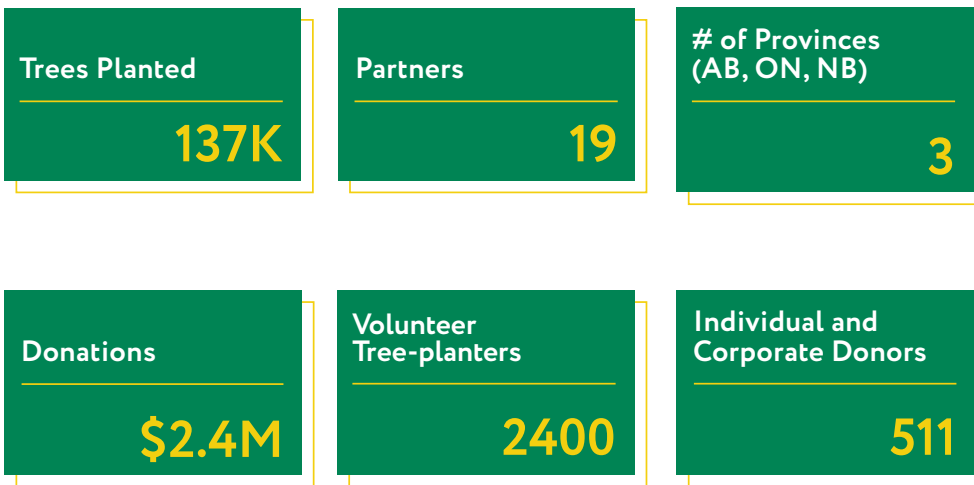 Trees Planted
137K
Partners
19
# of Provinces
(AB, ON, NB)
3
Donations
$2.4M
Volunteer
Tree-planters
2400
Individual and
Corporate Donors
511